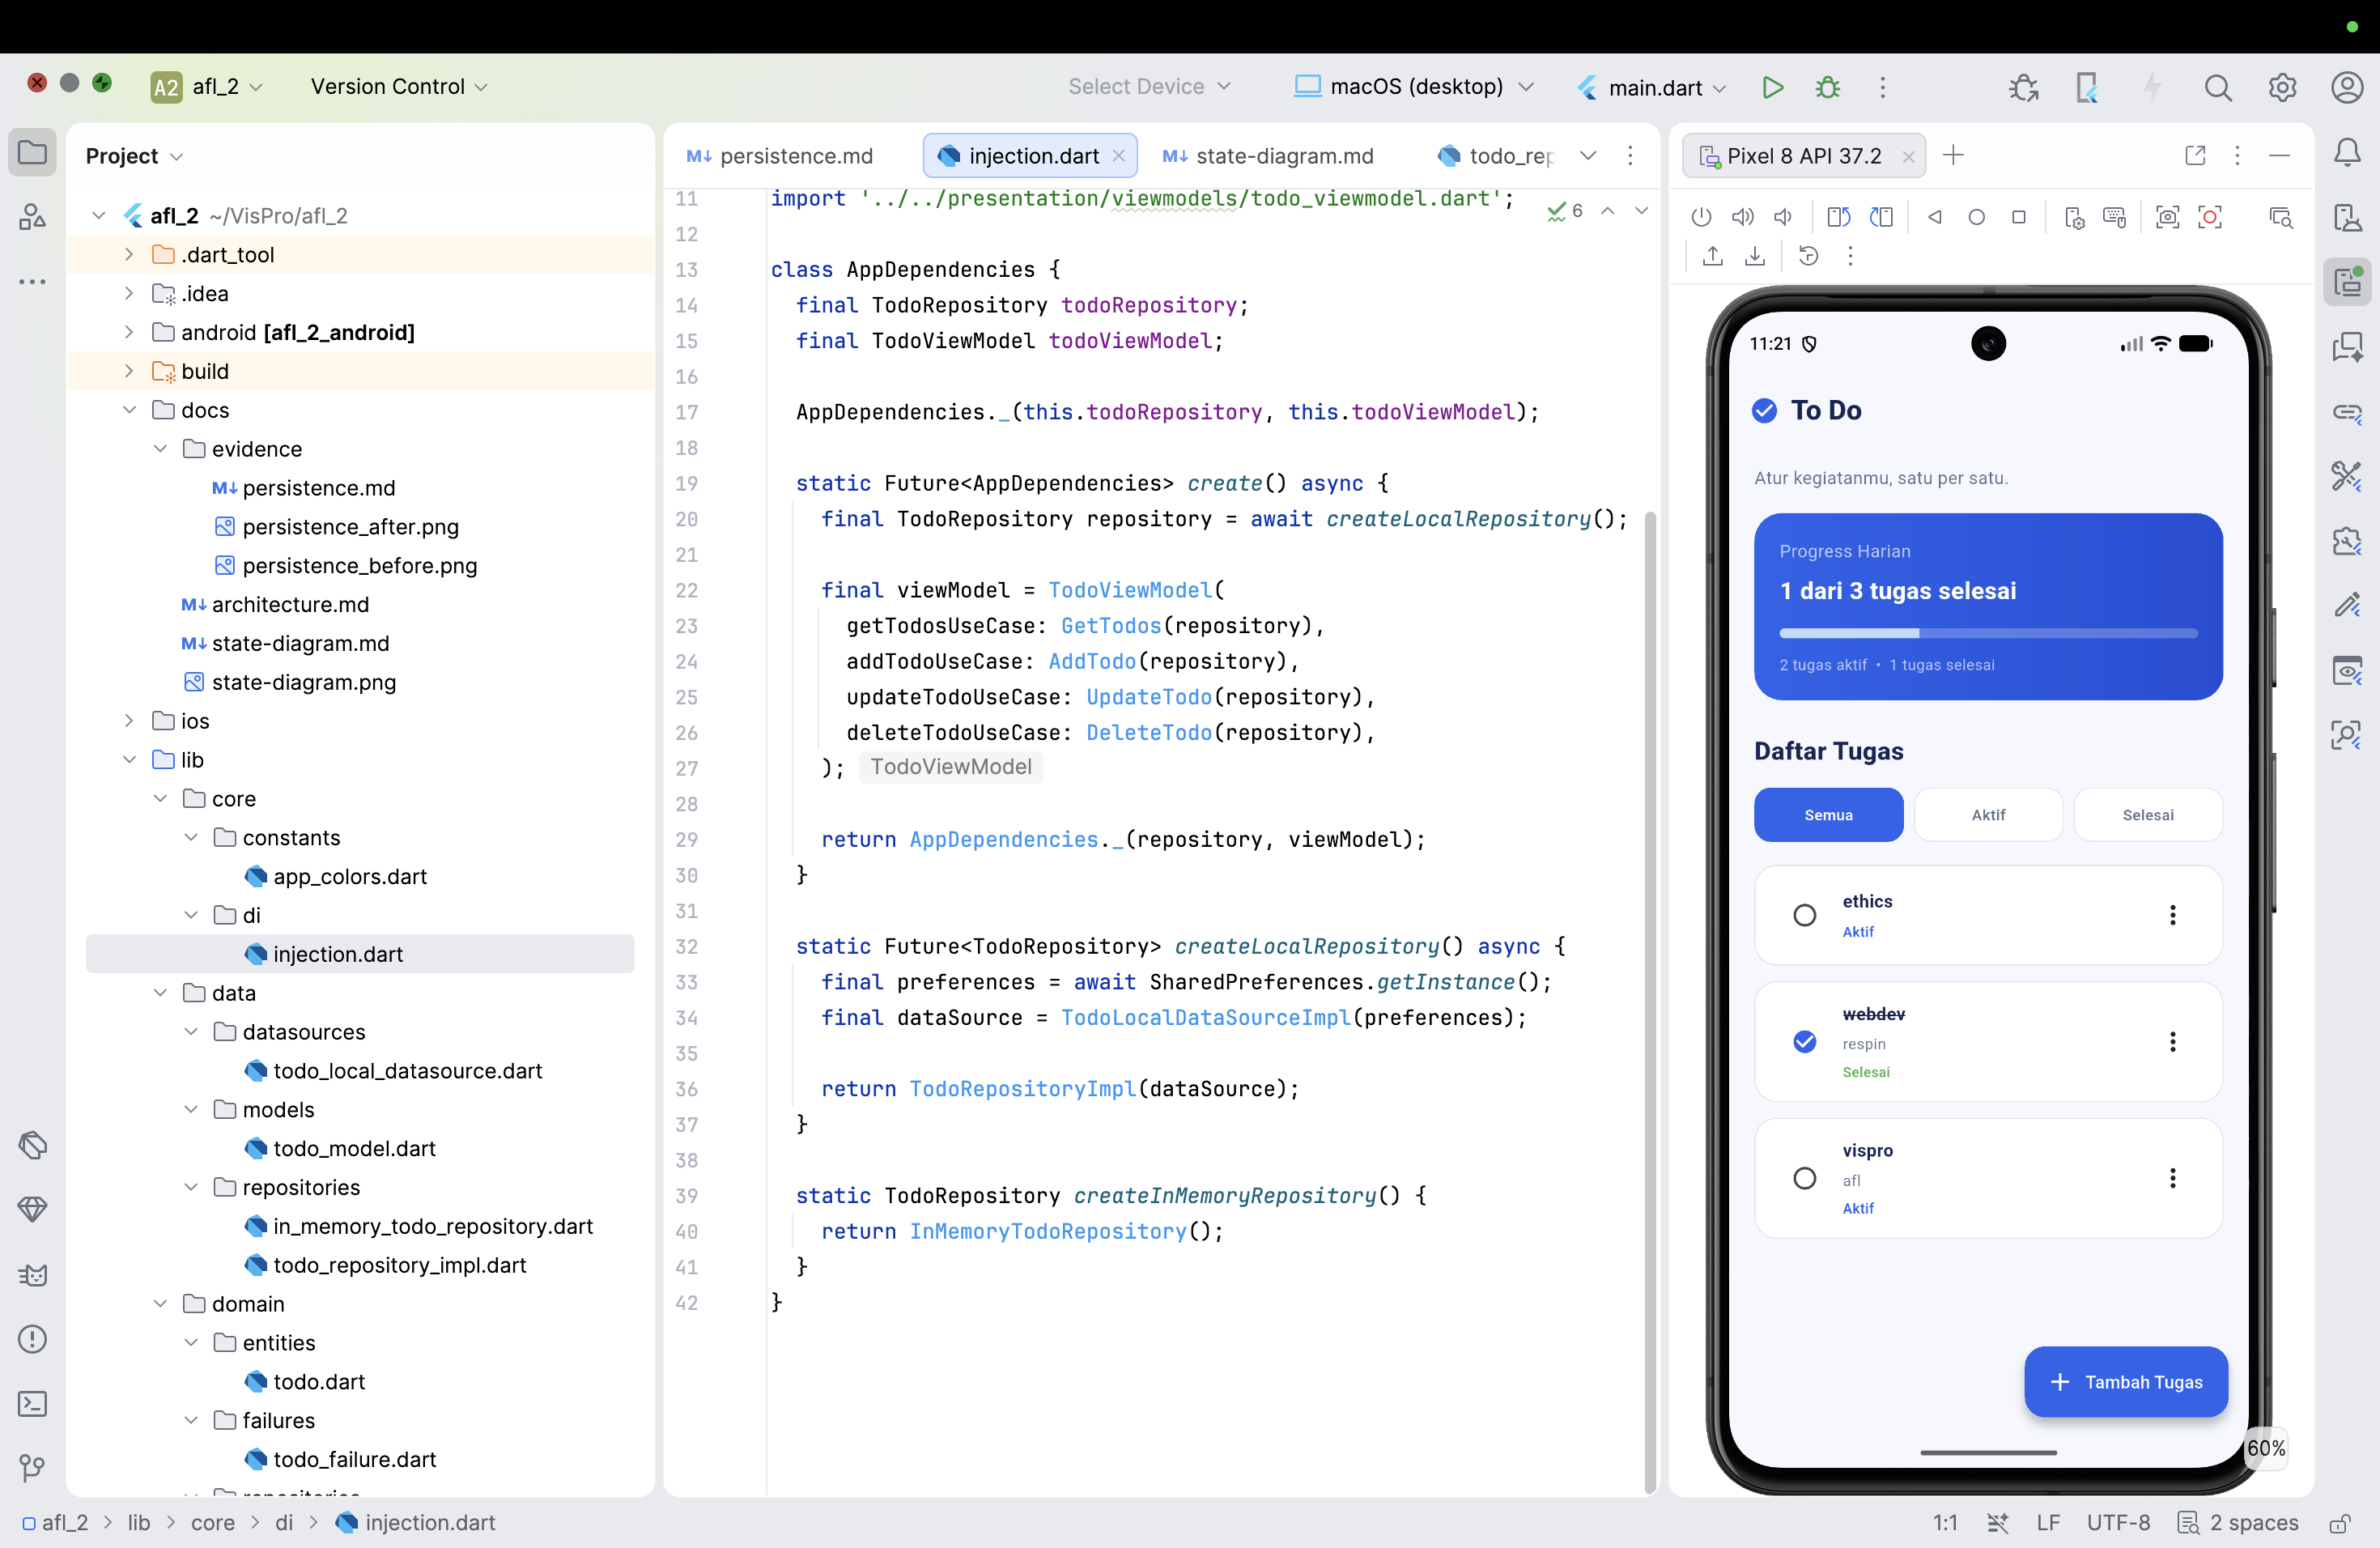 A2 afl_2 Version Control Select Device macOS (desktop) main.dart
Project
afl_2 ~/VisPro/afl_2
.dart_tool
.idea
android [afl_2_android]
build
docs
evidence
M↓ persistence.md
persistence_after.png
persistence_before.png
M↓ architecture.md
M↓ state-diagram.md
state-diagram.png
ios
lib
core
constants
app_colors.dart
di
injection.dart
data
datasources
todo_local_datasource.dart
models
todo_model.dart
repositories
in_memory_todo_repository.dart
todo_repository_impl.dart
domain
entities
todo.dart
failures
todo_failure.dart
M↓ persistence.md injection.dart M↓ state-diagram.md todo_rep
6
11 import '../../presentation/viewmodels/todo_viewmodel.dart';
12
13 class AppDependencies {
14 final TodoRepository todoRepository;
15 final TodoViewModel todoViewModel;
16
17 AppDependencies._(this.todoRepository, this.todoViewModel);
18
19 static Future<AppDependencies> create() async {
20 final TodoRepository repository = await createLocalRepository();
21
22 final viewModel = TodoViewModel(
23 getTodosUseCase: GetTodos(repository),
24 addTodoUseCase: AddTodo(repository),
25 updateTodoUseCase: UpdateTodo(repository),
26 deleteTodoUseCase: DeleteTodo(repository),
27 ); TodoViewModel
28
29 return AppDependencies._(repository, viewModel);
30 }
31
32 static Future<TodoRepository> createLocalRepository() async {
33 final preferences = await SharedPreferences.getInstance();
34 final dataSource = TodoLocalDataSourceImpl(preferences);
35
36 return TodoRepositoryImpl(dataSource);
37 }
38
39 static TodoRepository createInMemoryRepository() {
40 return InMemoryTodoRepository();
41 }
42 }
Pixel 8 API 37.2
11:21
To Do
Atur kegiatanmu, satu per satu.
Progress Harian
1 dari 3 tugas selesai
2 tugas aktif • 1 tugas selesai
Daftar Tugas
Semua Aktif Selesai
ethics
Aktif
webdev
respin
Selesai
vispro
afl
Aktif
+ Tambah Tugas
60%
afl_2 > lib > core > di > injection.dart
1:1 LF UTF-8 2 spaces